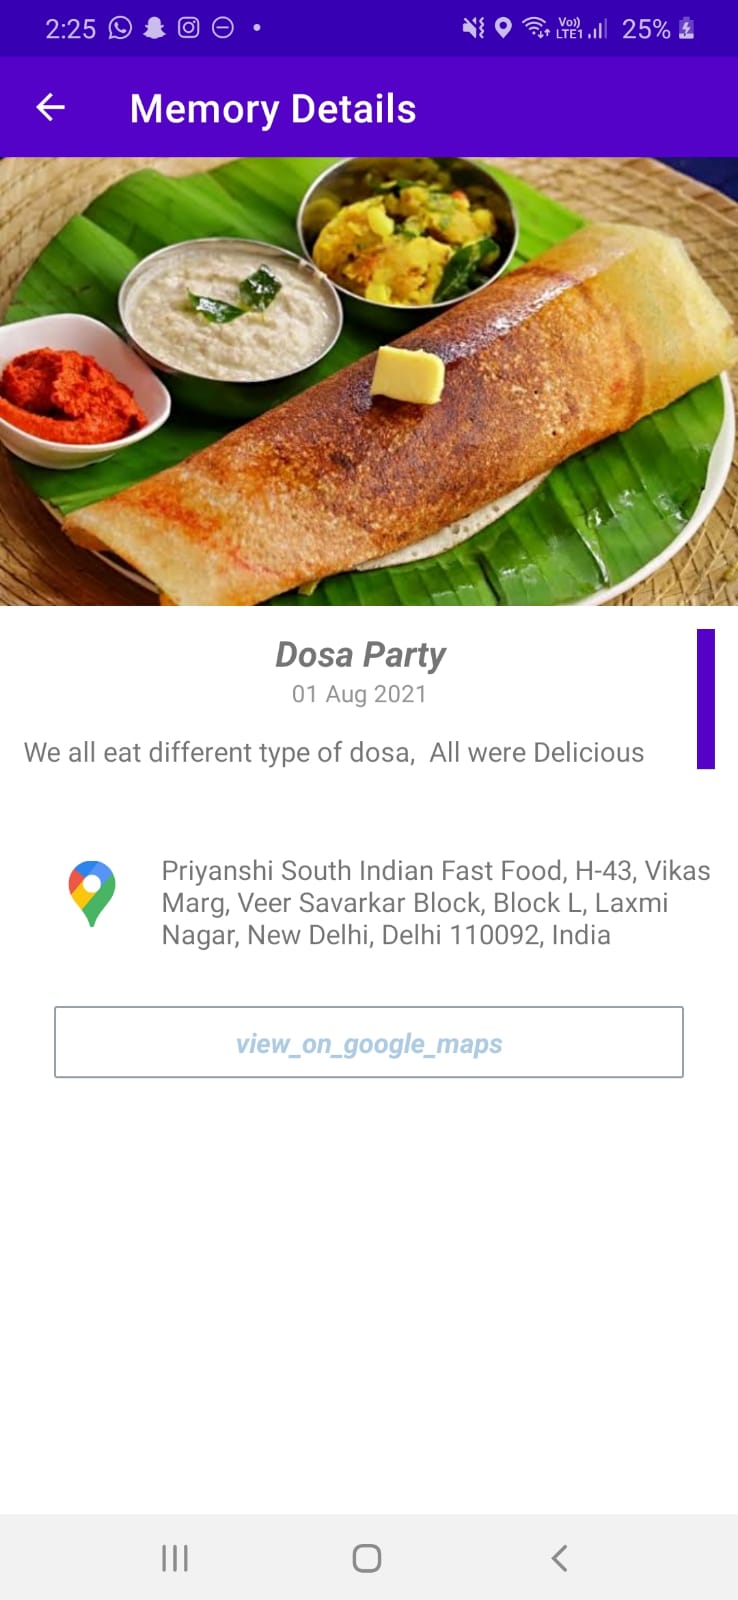 2:25 Vo)) LTE1 25%
Memory Details
Dosa Party
01 Aug 2021
We all eat different type of dosa,  All were Delicious
Priyanshi South Indian Fast Food, H-43, Vikas
Marg, Veer Savarkar Block, Block L, Laxmi
Nagar, New Delhi, Delhi 110092, India
view_on_google_maps